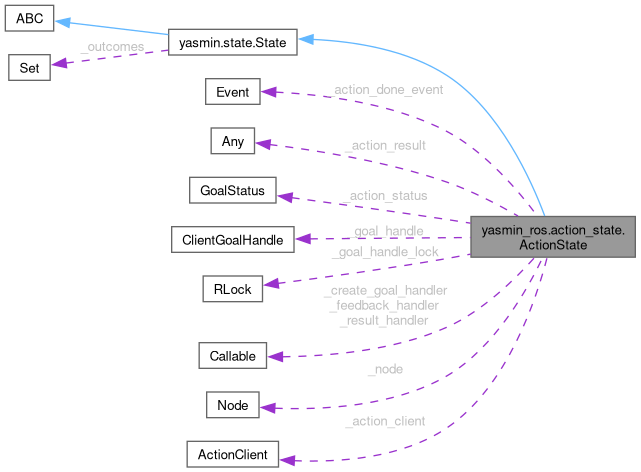 ABC
yasmin.state.State
_outcomes
Set
Event
_action_done_event
Any
_action_result
GoalStatus
_action_status
ClientGoalHandle
_goal_handle
yasmin_ros.action_state.
ActionState
_goal_handle_lock
RLock
_create_goal_handler
_feedback_handler
_result_handler
Callable
_node
Node
_action_client
ActionClient